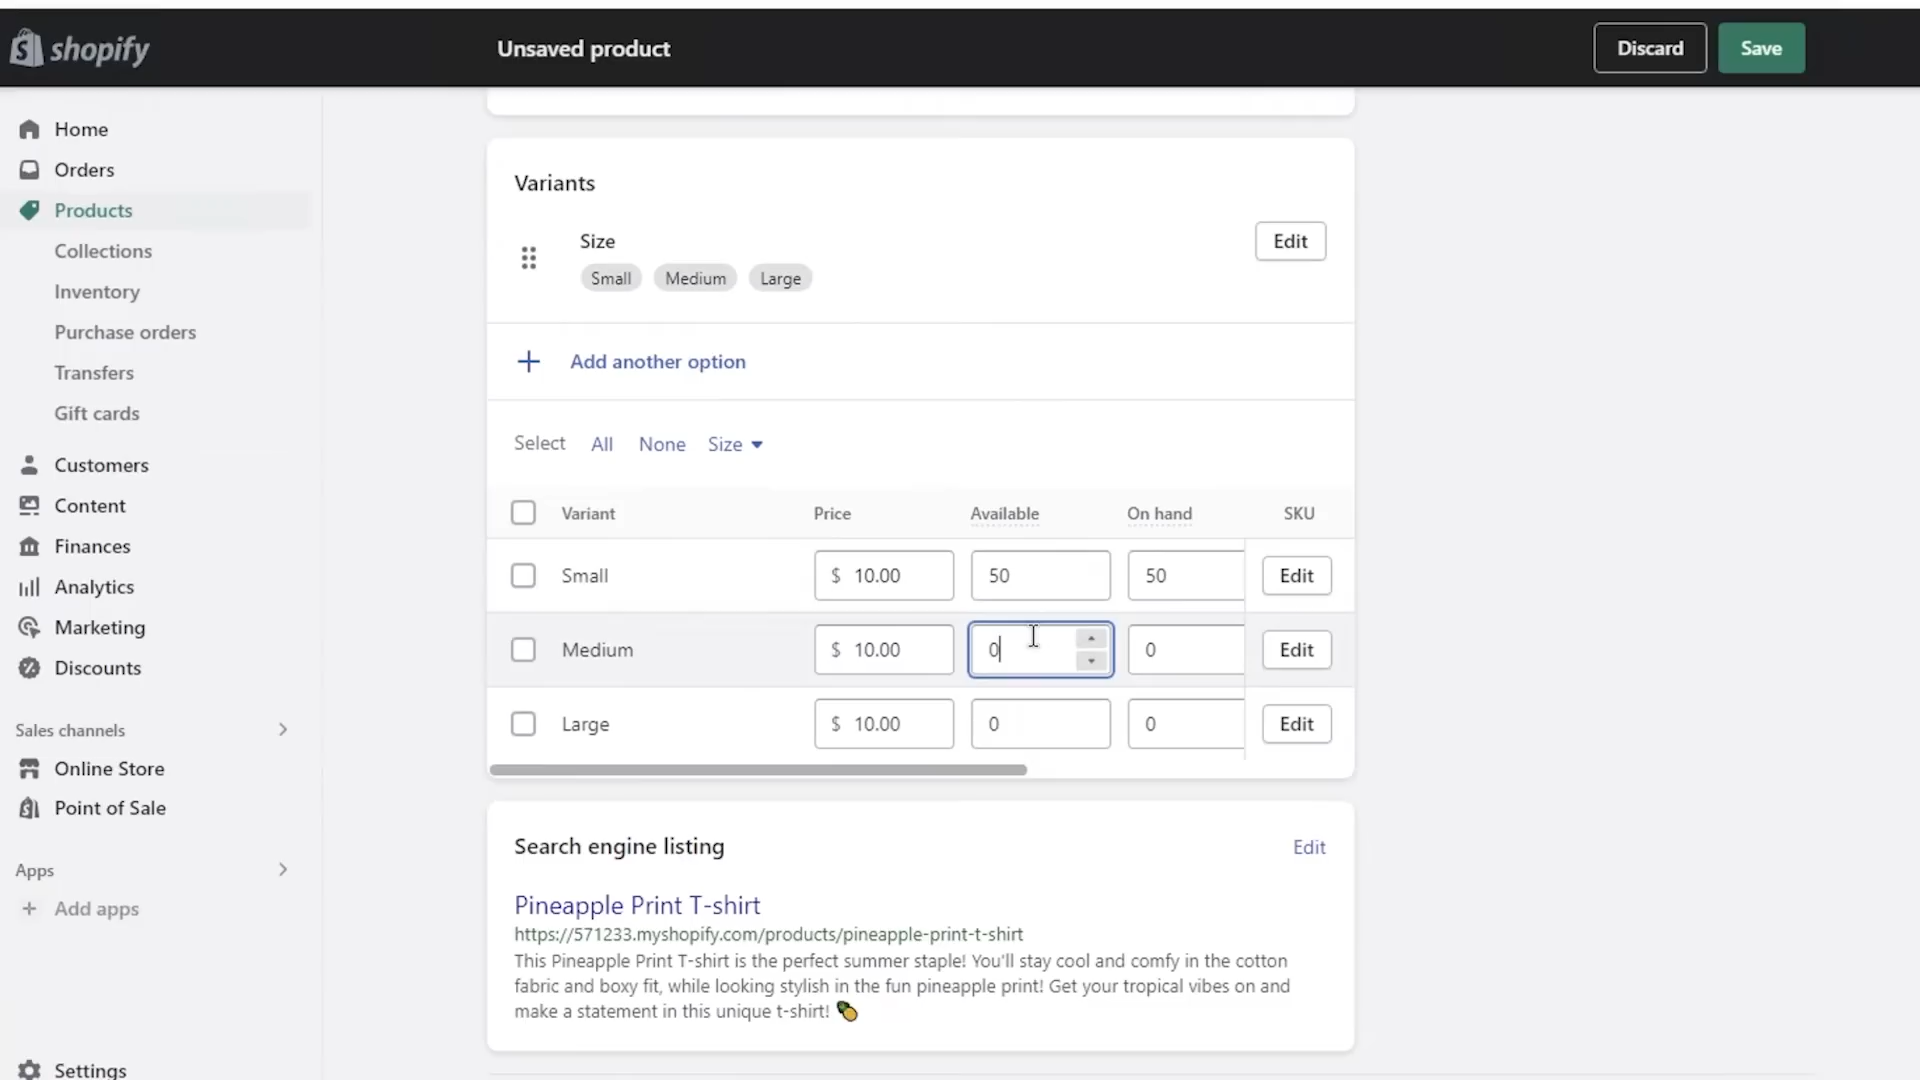 shopify
Unsaved product
Discard
Save
Home
Orders
Products
Collections
Inventory
Purchase orders
Transfers
Gift cards
Customers
Content
Finances
Analytics
Marketing
Discounts
Sales channels
Online Store
Point of Sale
Apps
+ Add apps
Settings
Variants
Size
Edit
Small Medium Large
+ Add another option
Select All None Size
Variant Price Available On hand SKU
Small $ 10.00 50 50 Edit
Medium $ 10.00 0 0 Edit
Large $ 10.00 0 0 Edit
Search engine listing
Edit
Pineapple Print T-shirt
https://571233.myshopify.com/products/pineapple-print-t-shirt
This Pineapple Print T-shirt is the perfect summer staple! You'll stay cool and comfy in the cotton
fabric and boxy fit, while looking stylish in the fun pineapple print! Get your tropical vibes on and
make a statement in this unique t-shirt! 🍍